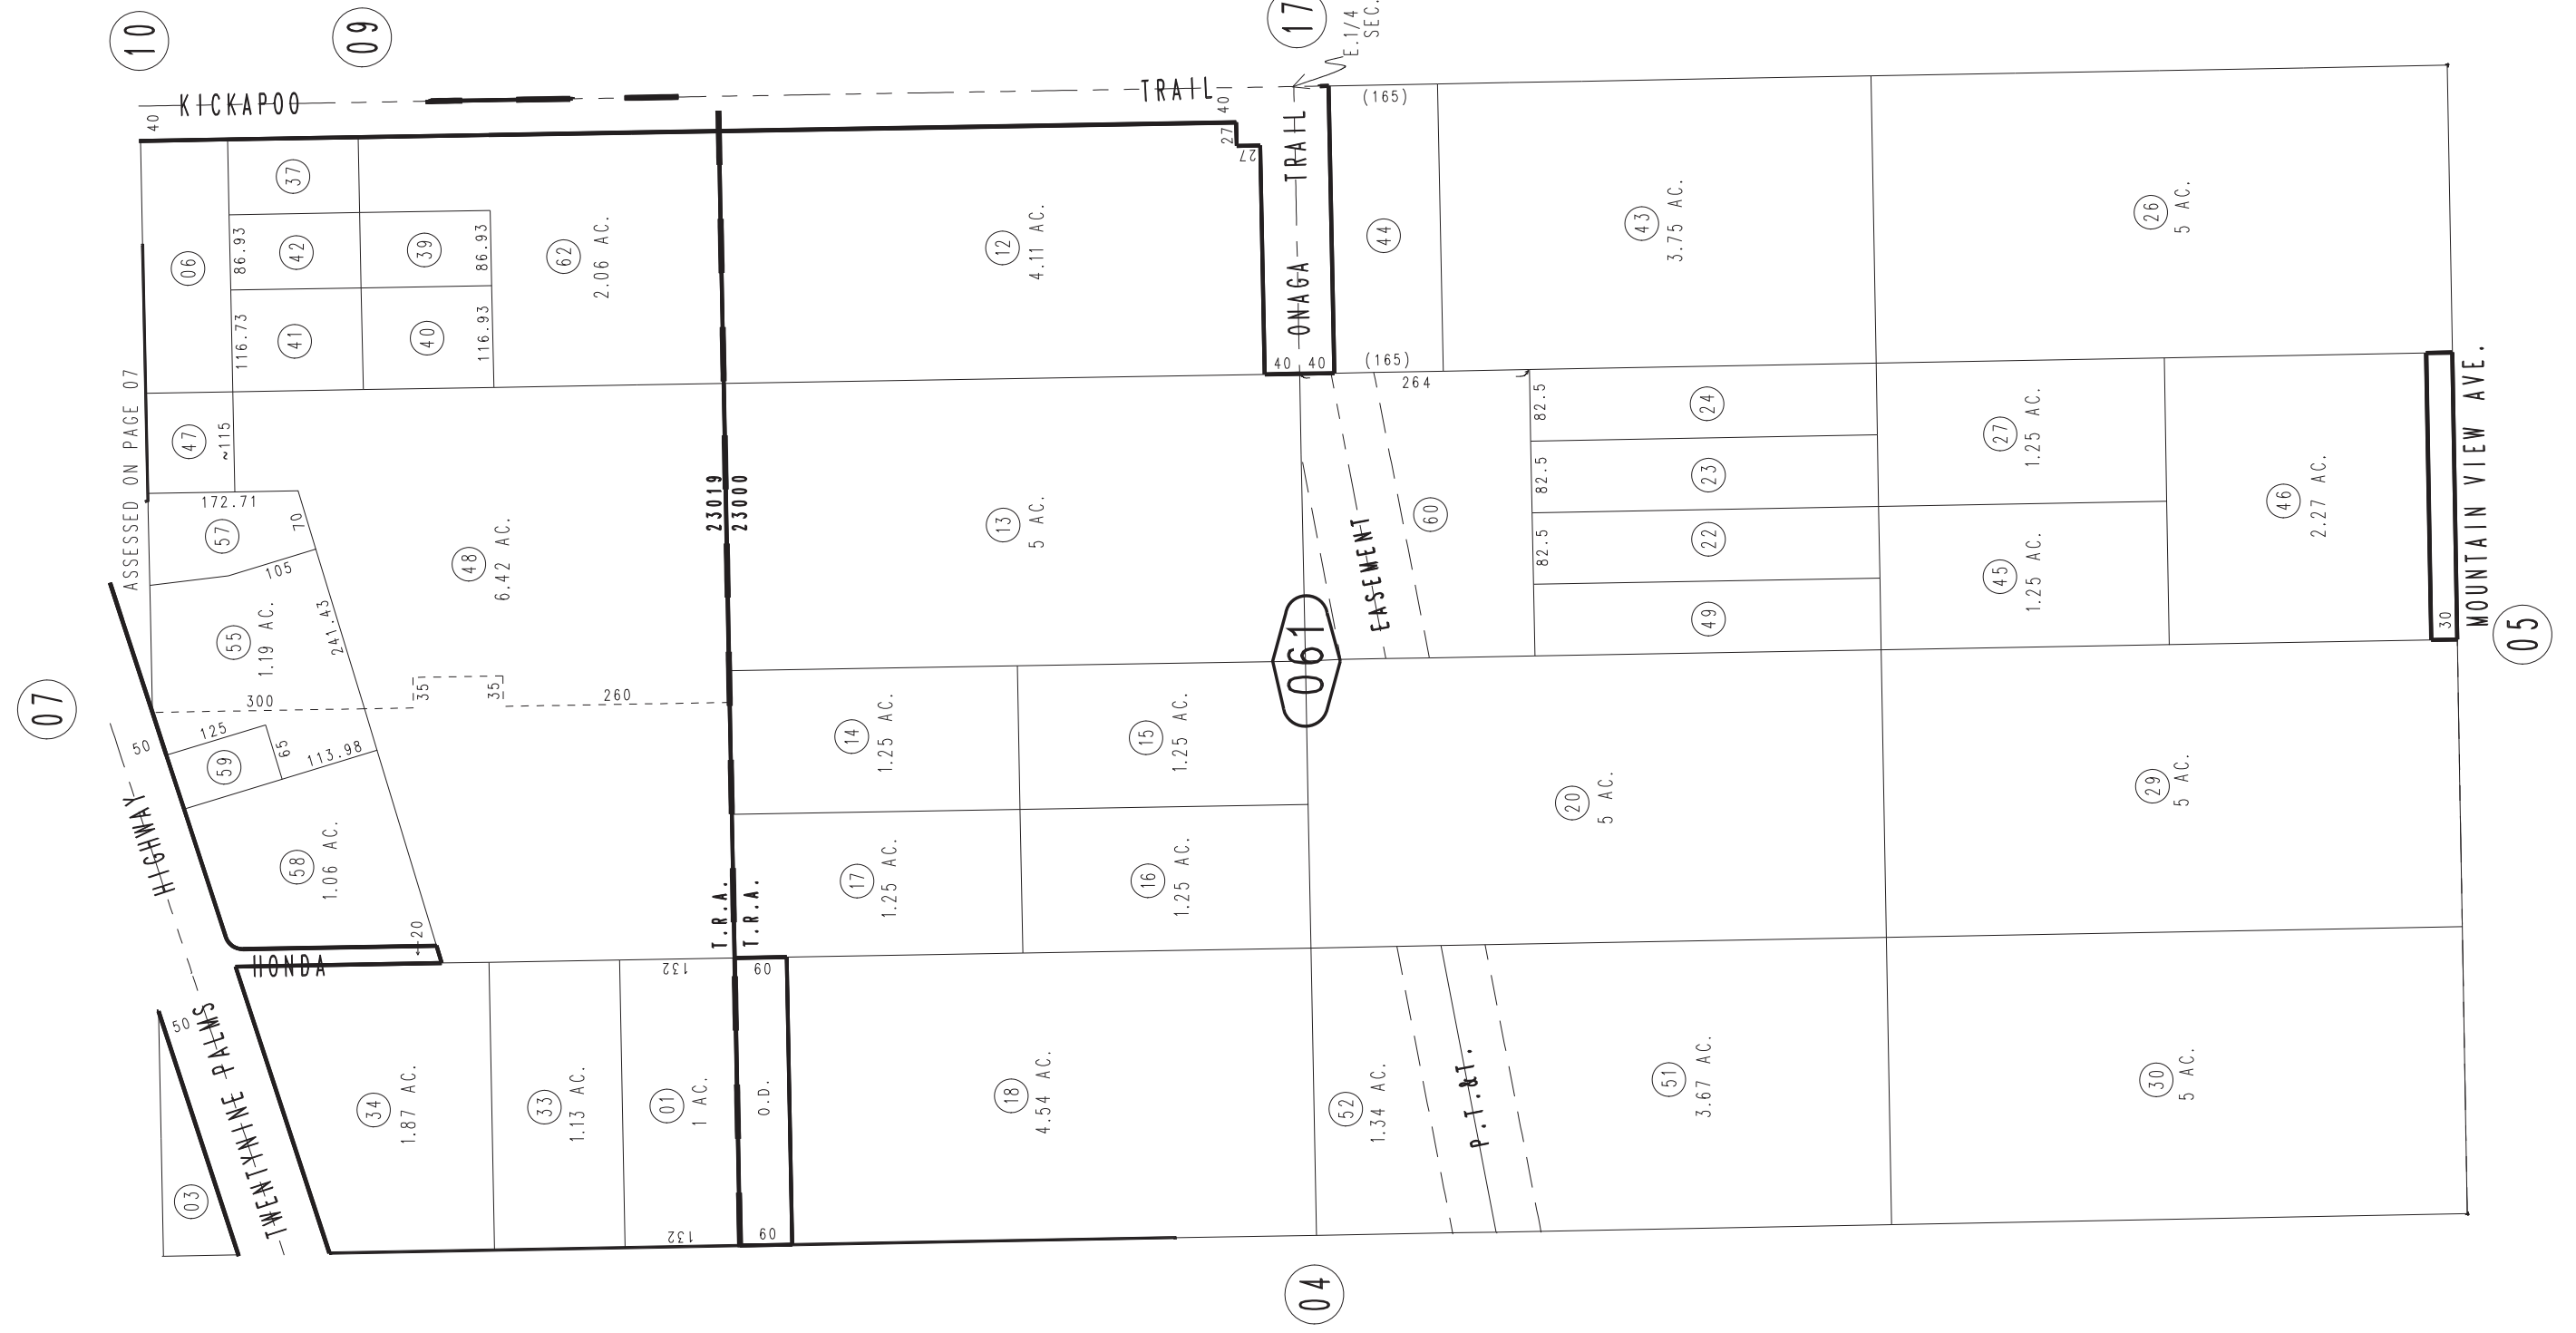 10
09
17
E.1/4
SEC.
KICKAPOO
TRAIL
40
40
27
27
(165)
ONAGA TRAIL
40 40
(165)
264
ASSESSED ON PAGE 07
06
37
42
86.93
39
86.93
41
116.73
40
116.93
62
2.06 AC.
12
4.11 AC.
44
43
3.75 AC.
26
5 AC.
47
~115
172.71
57
70
105
55
1.19 AC.
241.43
48
6.42 AC.
23019
23000
13
5 AC.
EASEMENT
60
82.5
24
82.5
23
82.5
22
49
27
1.25 AC.
45
1.25 AC.
46
2.27 AC.
30
MOUNTAIN VIEW AVE.
05
061
07
300
35
35
260
50
125
65
59
113.98
58
1.06 AC.
20
HIGHWAY
HONDA
TWENTYNINE PALMS
50
03
14
1.25 AC.
15
1.25 AC.
17
1.25 AC.
16
1.25 AC.
T.R.A.
T.R.A.
20
5 AC.
29
5 AC.
132
60
34
1.87 AC.
33
1.13 AC.
01
1 AC.
O.D.
18
4.54 AC.
52
1.34 AC.
P.T.&T.
51
3.67 AC.
30
5 AC.
132
60
04